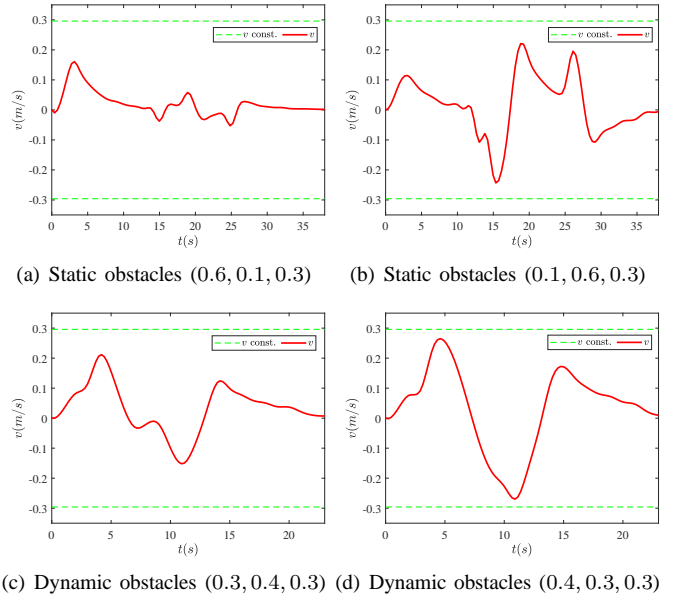 0.3
0.2
0.1
0
-0.1
-0.2
-0.3
v(m/s)
v const. v
0 5 10 15 20 25 30 35
t(s)
(a) Static obstacles (0.6, 0.1, 0.3)
0.3
0.2
0.1
0
-0.1
-0.2
-0.3
v(m/s)
v const. v
0 5 10 15 20 25 30 35
t(s)
(b) Static obstacles (0.1, 0.6, 0.3)
0.3
0.2
0.1
0
-0.1
-0.2
-0.3
v(m/s)
v const. v
0 5 10 15 20
t(s)
(c) Dynamic obstacles (0.3, 0.4, 0.3)
0.3
0.2
0.1
0
-0.1
-0.2
-0.3
v(m/s)
v const. v
0 5 10 15 20
t(s)
(d) Dynamic obstacles (0.4, 0.3, 0.3)